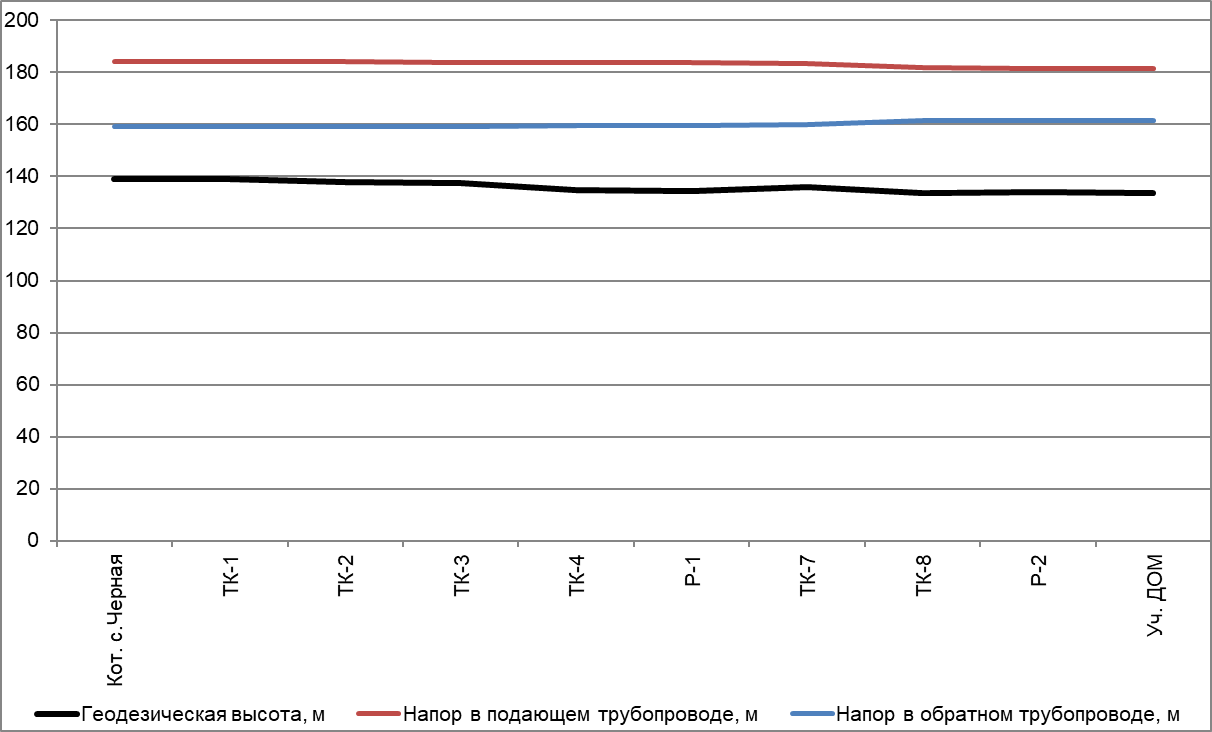 200
180
160
140
120
100
80
60
40
20
0
Кот. с.Черная
ТК-1
ТК-2
ТК-3
ТК-4
Р-1
ТК-7
ТК-8
Р-2
Уч. ДОМ
Геодезическая высота, м Напор в подающем трубопроводе, м Напор в обратном трубопроводе, м